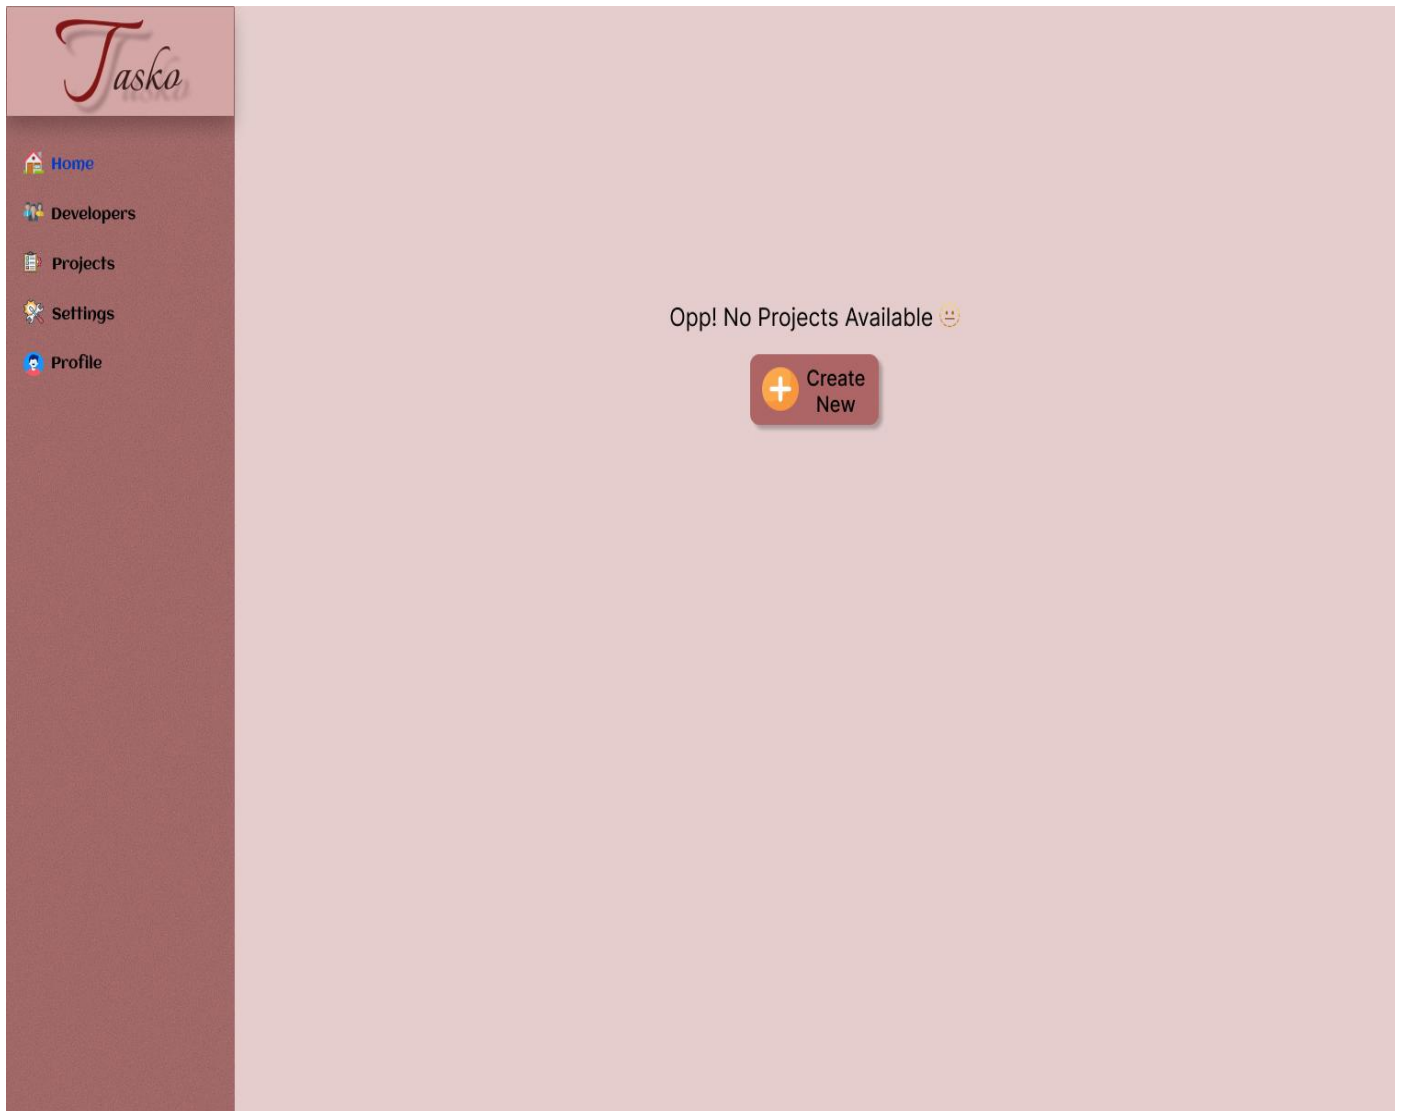 Tasko
Home
Developers
Projects
Settings
Profile
Opp! No Projects Available
Create
New